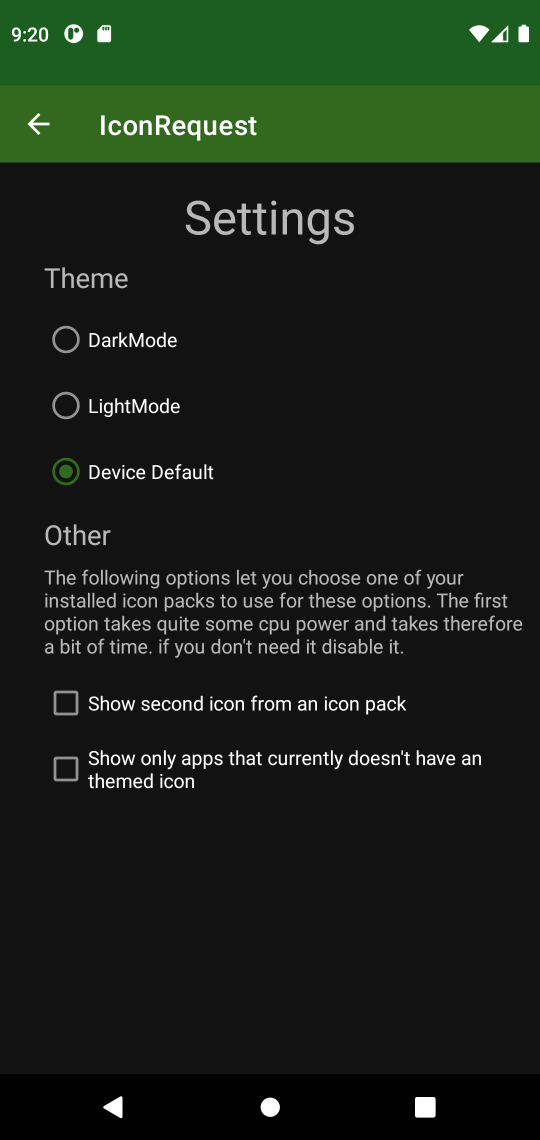 9:20
IconRequest
Settings
Theme
DarkMode
LightMode
Device Default
Other
The following options let you choose one of your
installed icon packs to use for these options. The first
option takes quite some cpu power and takes therefore
a bit of time. if you don't need it disable it.
Show second icon from an icon pack
Show only apps that currently doesn't have an
themed icon